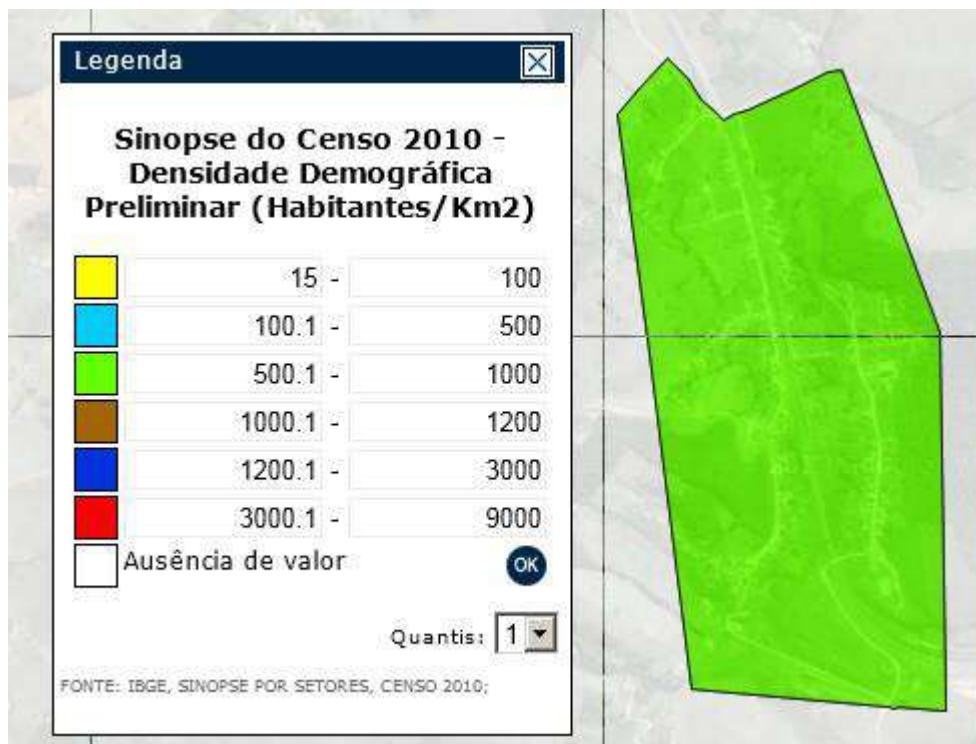 Legenda
Sinopse do Censo 2010 -
Densidade Demográfica
Preliminar (Habitantes/Km2)
15 - 100
100.1 - 500
500.1 - 1000
1000.1 - 1200
1200.1 - 3000
3000.1 - 9000
Ausência de valor OK
Quantis: 1
FONTE: IBGE, SINOPSE POR SETORES, CENSO 2010;